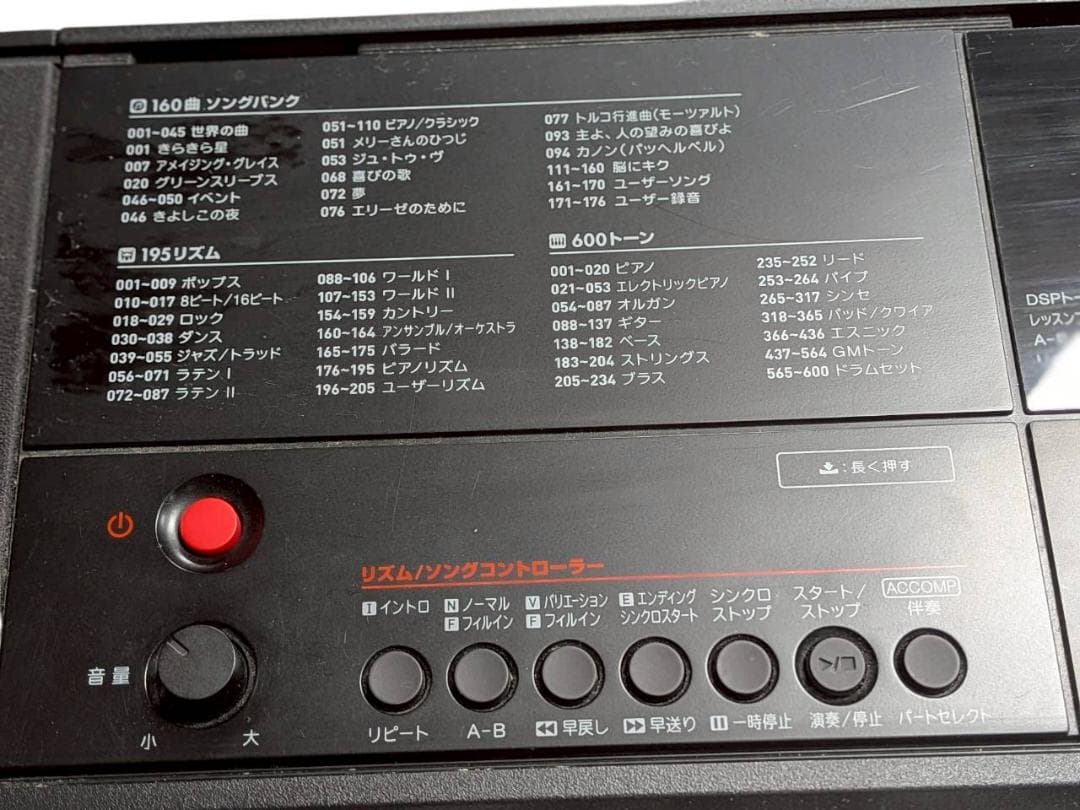 160曲 ソングバンク
001~045 世界の曲
001 きらきら星
007 アメイジング・グレイス
020 グリーンスリーブス
046~050 イベント
046 きよしこの夜
051~110 ピアノ/クラシック
051 メリーさんのひつじ
053 ジュ・トゥ・ヴ
068 喜びの歌
072 夢
076 エリーゼのために
077 トルコ行進曲(モーツァルト)
093 主よ、人の望みの喜びよ
094 カノン(パッヘルベル)
111~160 脳にキク
161~170 ユーザーソング
171~176 ユーザー録音
195リズム
001~009 ポップス
010~017 8ビート/16ビート
018~029 ロック
030~038 ダンス
039~055 ジャズ/トラッド
056~071 ラテン I
072~087 ラテン II
088~106 ワールド I
107~153 ワールド II
154~159 カントリー
160~164 アンサンブル/オーケストラ
165~175 バラード
176~195 ピアノリズム
196~205 ユーザーリズム
600トーン
001~020 ピアノ
021~053 エレクトリックピアノ
054~087 オルガン
088~137 ギター
138~182 ベース
183~204 ストリングス
205~234 ブラス
235~252 リード
253~264 パイプ
265~317 シンセ
318~365 パッド/クワイア
366~436 エスニック
437~564 GMトーン
565~600 ドラムセット
DSPト
レッスン
:長く押す
リズム/ソングコントローラー
I イントロ
N ノーマル
F フィルイン
V バリエーション
F フィルイン
E エンディング
シンクロスタート
シンクロ
ストップ
スタート/
ストップ
ACCOMP
伴奏
音量
小
大
リピート
A-B
早戻し
早送り
一時停止
演奏/停止
パートセレクト